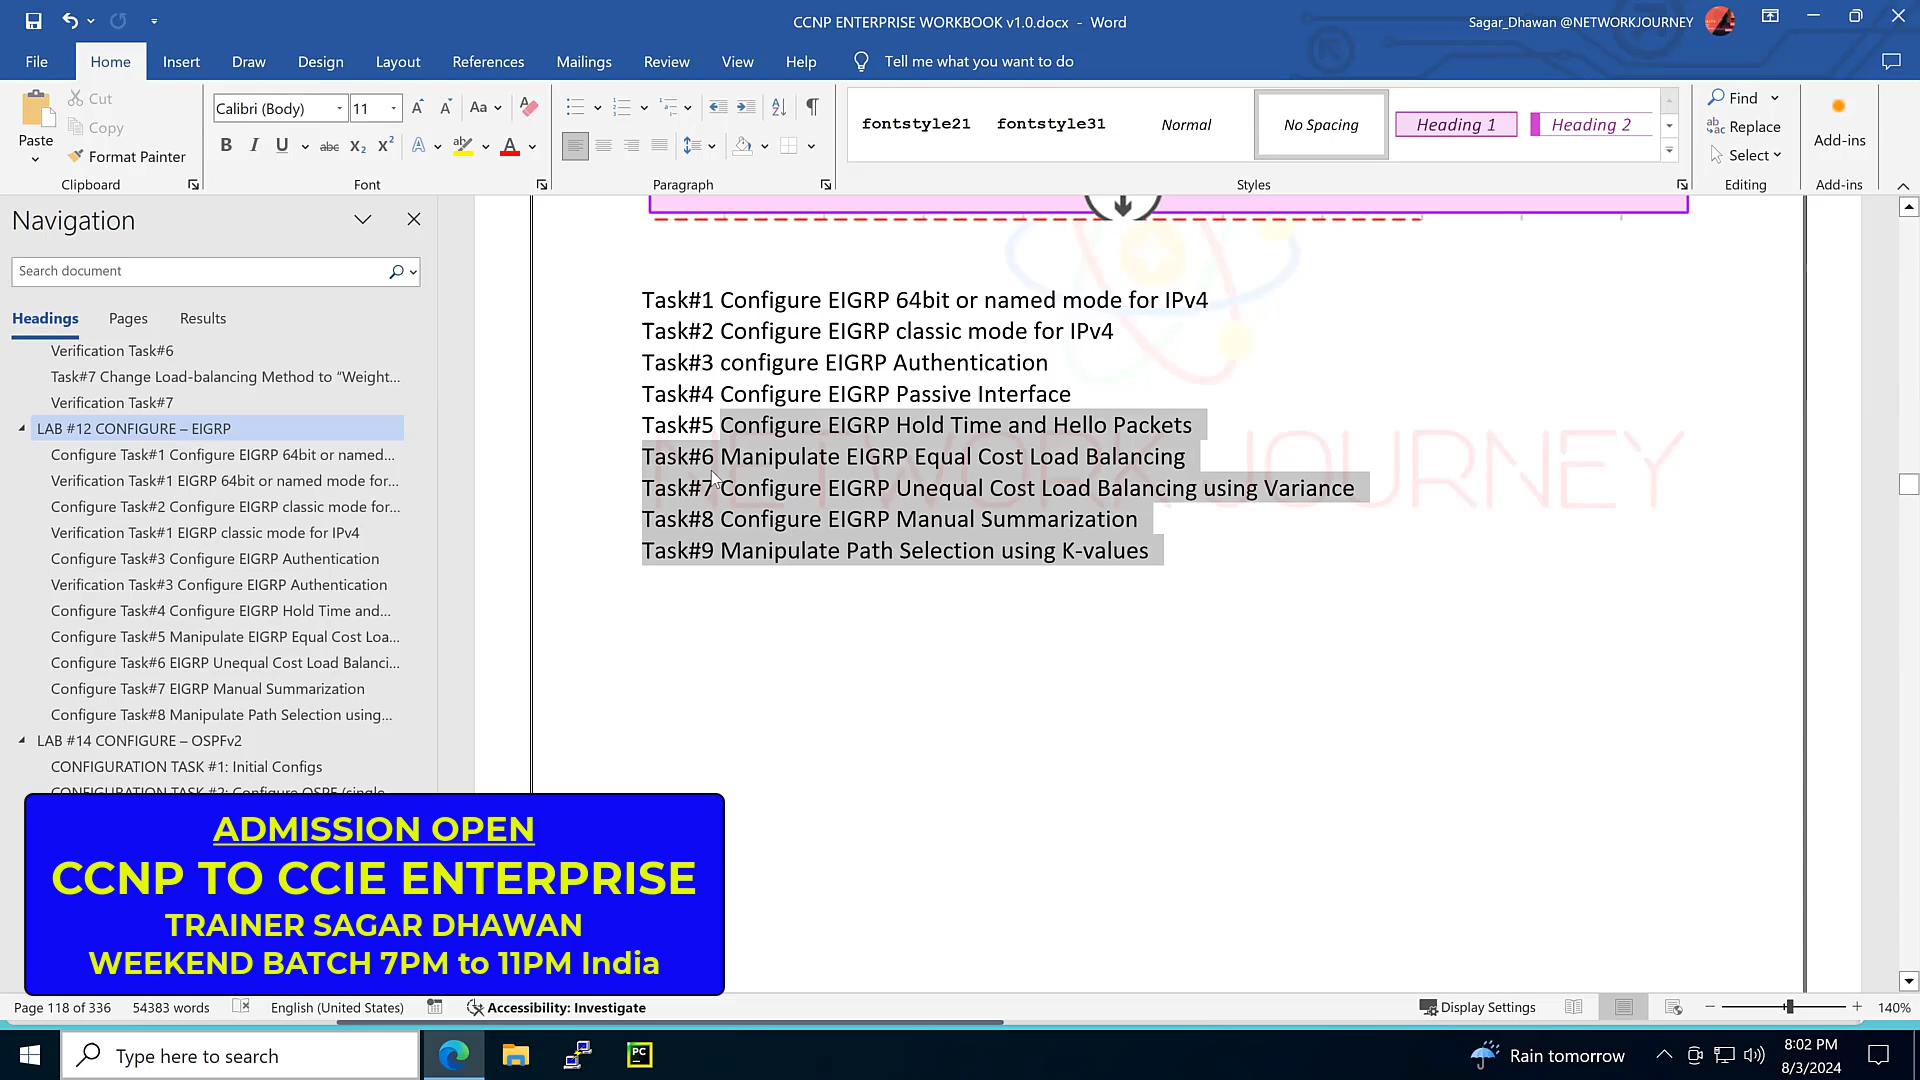 CCNP ENTERPRISE WORKBOOK v1.0.docx - Word
Sagar_Dhawan @NETWORKJOURNEY
File Home Insert Draw Design Layout References Mailings Review View Help Tell me what you want to do
Paste
Cut
Copy
Format Painter
Clipboard
Calibri (Body) 11
Font
Paragraph
fontstyle21 fontstyle31 Normal No Spacing Heading 1 Heading 2
Styles
Find
Replace
Select
Editing
Add-ins
Add-ins
Navigation
Search document
Headings Pages Results
Verification Task#6
Task#7 Change Load-balancing Method to “Weight...
Verification Task#7
LAB #12 CONFIGURE – EIGRP
Configure Task#1 Configure EIGRP 64bit or named...
Verification Task#1 EIGRP 64bit or named mode for...
Configure Task#2 Configure EIGRP classic mode for...
Verification Task#1 EIGRP classic mode for IPv4
Configure Task#3 Configure EIGRP Authentication
Verification Task#3 Configure EIGRP Authentication
Configure Task#4 Configure EIGRP Hold Time and...
Configure Task#5 Manipulate EIGRP Equal Cost Loa...
Configure Task#6 EIGRP Unequal Cost Load Balanci...
Configure Task#7 EIGRP Manual Summarization
Configure Task#8 Manipulate Path Selection using...
LAB #14 CONFIGURE – OSPFv2
CONFIGURATION TASK #1: Initial Configs
CONFIGURATION TASK #2: Configure OSPF (single
Task#1 Configure EIGRP 64bit or named mode for IPv4
Task#2 Configure EIGRP classic mode for IPv4
Task#3 configure EIGRP Authentication
Task#4 Configure EIGRP Passive Interface
Task#5 Configure EIGRP Hold Time and Hello Packets
Task#6 Manipulate EIGRP Equal Cost Load Balancing
Task#7 Configure EIGRP Unequal Cost Load Balancing using Variance
Task#8 Configure EIGRP Manual Summarization
Task#9 Manipulate Path Selection using K-values
NETWORK JOURNEY
ADMISSION OPEN
CCNP TO CCIE ENTERPRISE
TRAINER SAGAR DHAWAN
WEEKEND BATCH 7PM to 11PM India
Page 118 of 336 54383 words English (United States) Accessibility: Investigate Display Settings 140%
Type here to search
Rain tomorrow
8:02 PM
8/3/2024